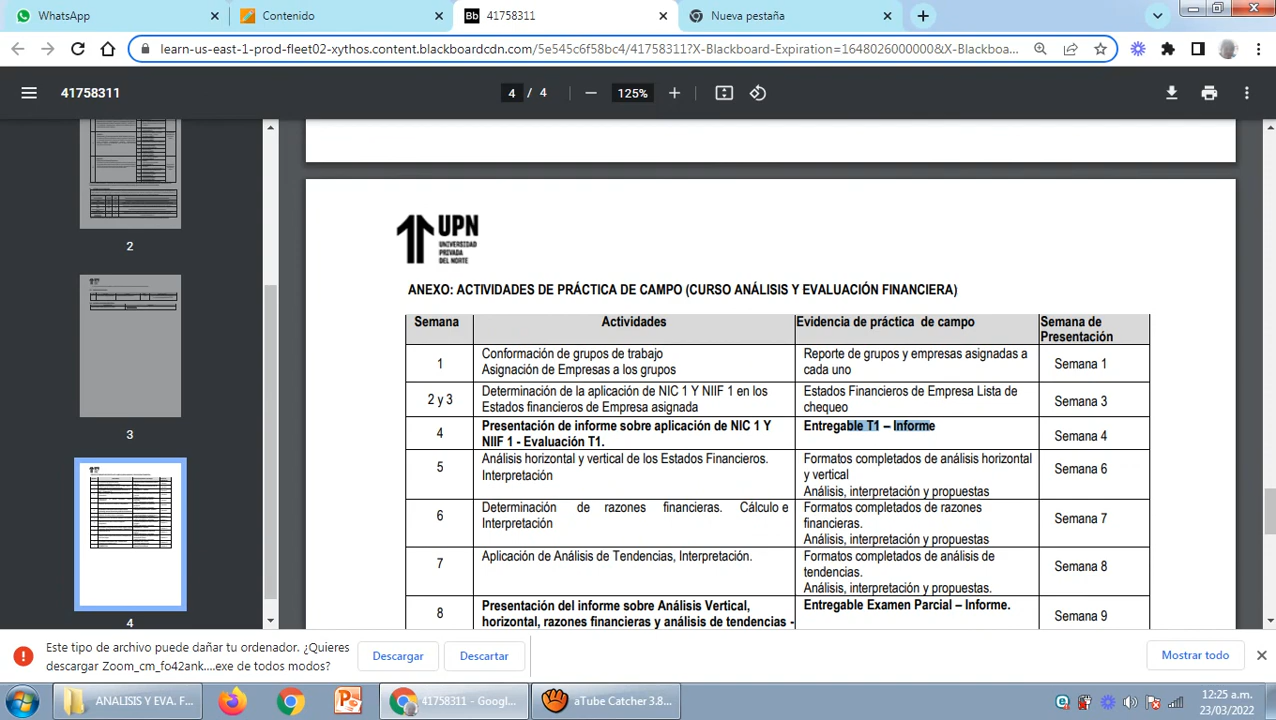 WhatsApp
Contenido
Bb 41758311
Nueva pestaña
learn-us-east-1-prod-fleet02-xythos.content.blackboardcdn.com/5e545c6f58bc4/41758311?X-Blackboard-Expiration=1648026000000&X-Blackboa...
41758311
4 / 4
125%
2
3
4
UPN
UNIVERSIDAD
PRIVADA
DEL NORTE
ANEXO: ACTIVIDADES DE PRÁCTICA DE CAMPO (CURSO ANÁLISIS Y EVALUACIÓN FINANCIERA)
Semana Actividades Evidencia de práctica de campo Semana de
Presentación
1 Conformación de grupos de trabajo Reporte de grupos y empresas asignadas a Semana 1
Asignación de Empresas a los grupos cada uno
2 y 3 Determinación de la aplicación de NIC 1 Y NIIF 1 en los Estados Financieros de Empresa Lista de Semana 3
Estados financieros de Empresa asignada chequeo
4 Presentación de informe sobre aplicación de NIC 1 Y Entregable T1 – Informe Semana 4
NIIF 1 - Evaluación T1.
5 Análisis horizontal y vertical de los Estados Financieros. Formatos completados de análisis horizontal Semana 6
Interpretación y vertical
Análisis, interpretación y propuestas
6 Determinación de razones financieras. Cálculo e Formatos completados de razones Semana 7
Interpretación financieras.
Análisis, interpretación y propuestas
7 Aplicación de Análisis de Tendencias, Interpretación. Formatos completados de análisis de Semana 8
tendencias.
Análisis, interpretación y propuestas.
8 Presentación del informe sobre Análisis Vertical, Entregable Examen Parcial – Informe. Semana 9
horizontal, razones financieras y análisis de tendencias -
Este tipo de archivo puede dañar tu ordenador. ¿Quieres
descargar Zoom_cm_fo42ank....exe de todos modos?
Descargar
Descartar
Mostrar todo
ANALISIS Y EVA. F...
41758311 - Googl...
aTube Catcher 3.8...
12:25 a.m.
23/03/2022